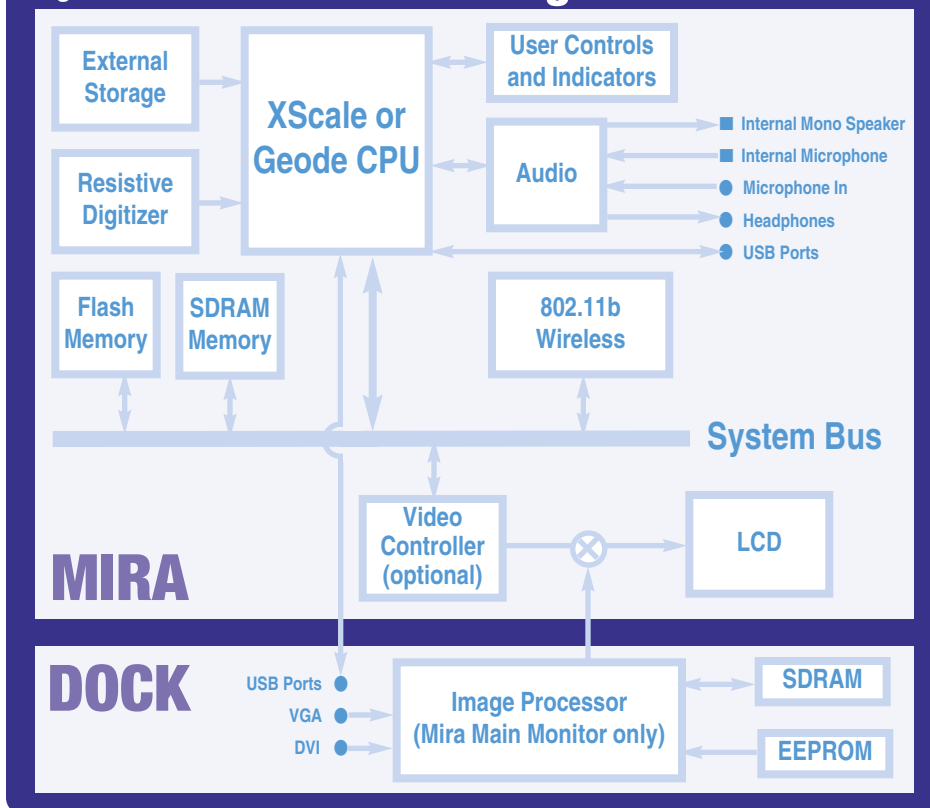 External
Storage
XScale or
Geode CPU
User Controls
and Indicators
Resistive
Digitizer
Audio
Internal Mono Speaker
Internal Microphone
Microphone In
Headphones
USB Ports
Flash
Memory
SDRAM
Memory
802.11b
Wireless
System Bus
Video
Controller
(optional)
LCD
MIRA
DOCK
USB Ports
VGA
DVI
Image Processor
(Mira Main Monitor only)
SDRAM
EEPROM